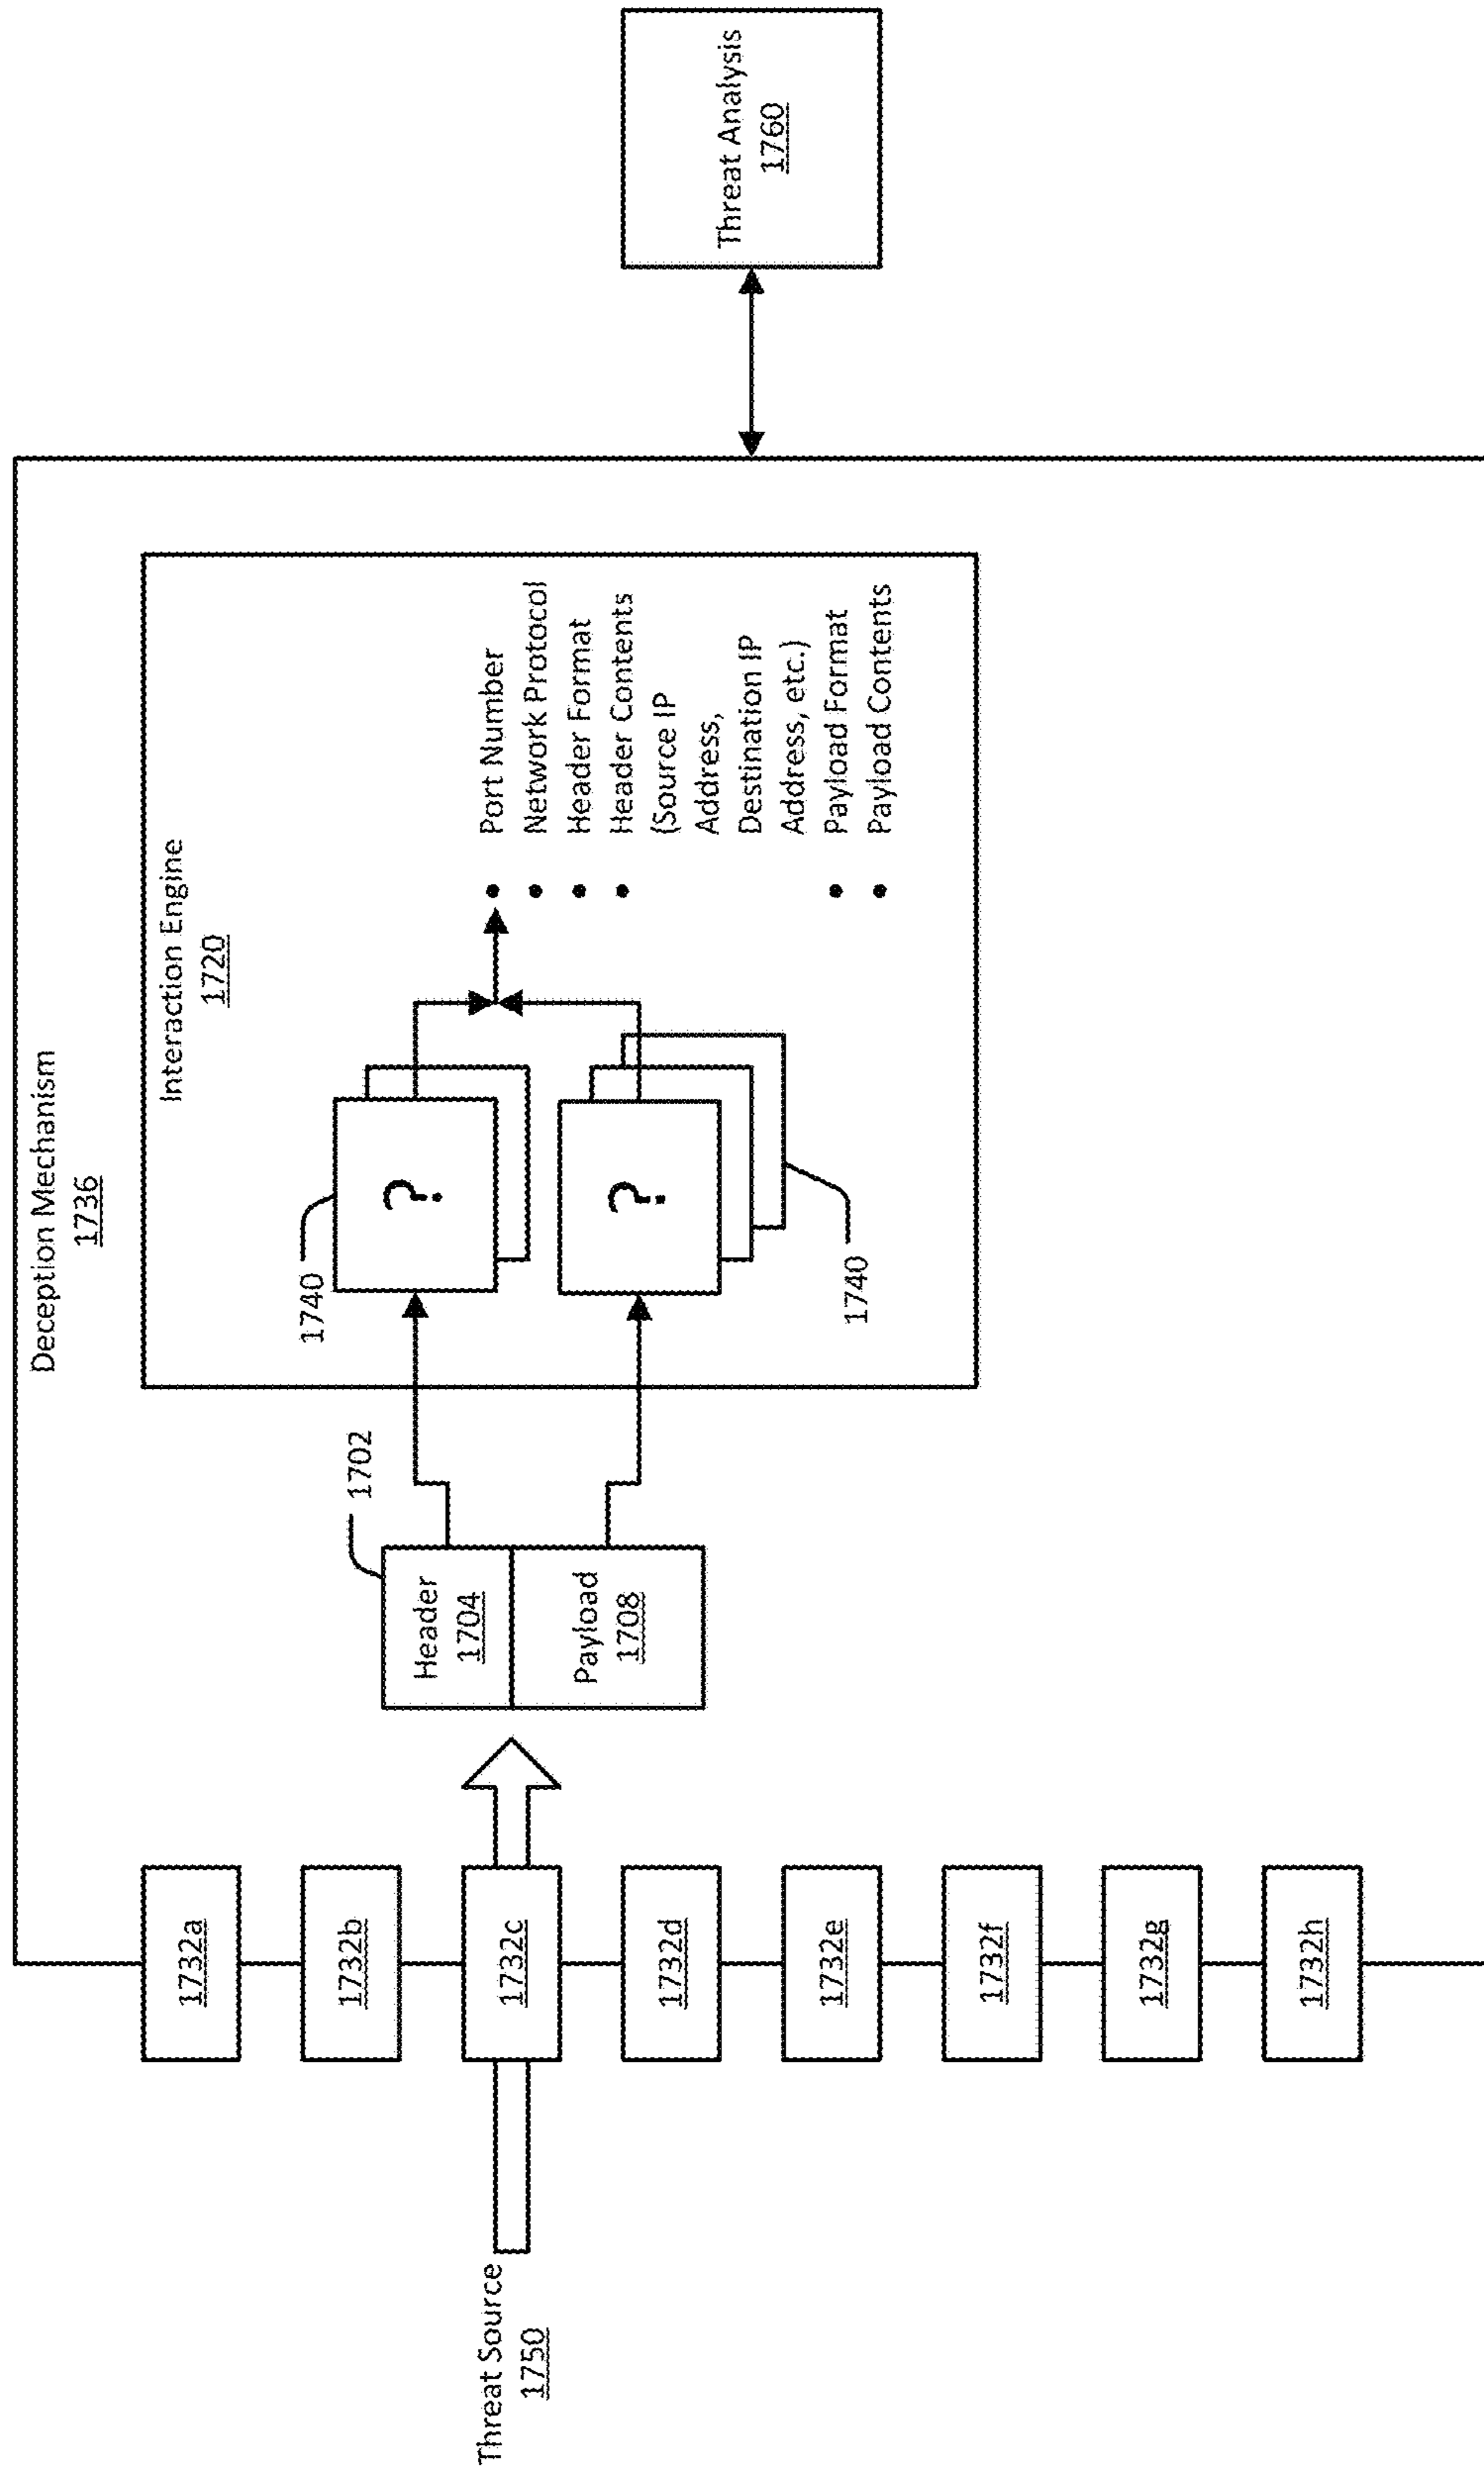 Deception Mechanism
1736
Interaction Engine
1720
1732a
1732b
1732c
1732d
1732e
1732f
1732g
1732h
Threat Source
1750
1702
Header
1704
Payload
1708
1740
?
?
1740
• Port Number
• Network Protocol
• Header Format
• Header Contents
(Source IP
Address,
Destination IP
Address, etc.)
• Payload Format
• Payload Contents
Threat Analysis
1760